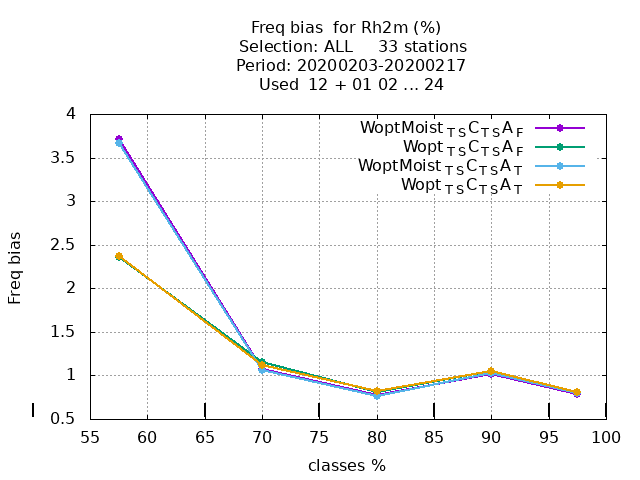 Freq bias  for Rh2m (%)
Selection: ALL     33 stations
Period: 20200203-20200217
Used  12 + 01 02 ... 24
WoptMoist TS C TS A F
Wopt TS C TS A F
WoptMoist TS C TS A T
Wopt TS C TS A T
4
3.5
3
2.5
2
1.5
1
0.5
Freq bias
55 60 65 70 75 80 85 90 95 100
classes %